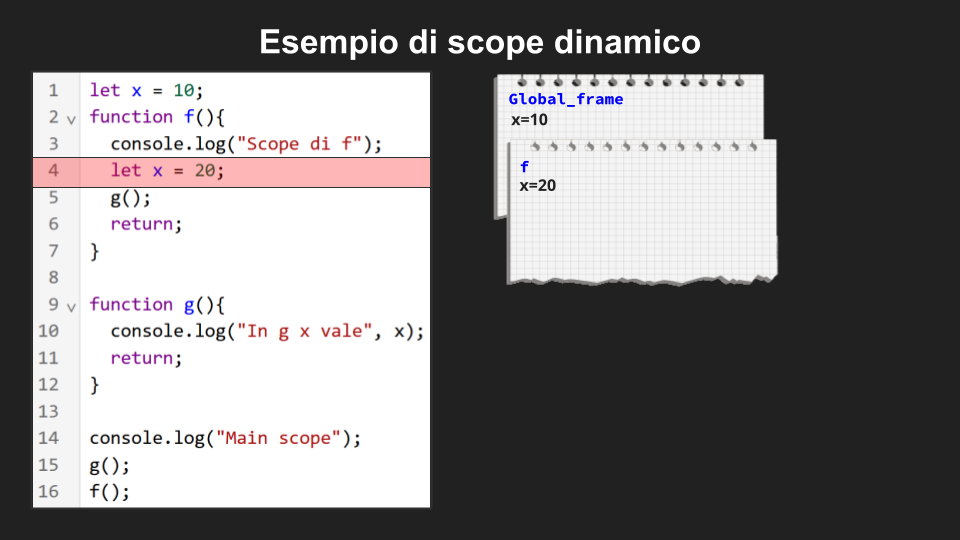 Esempio di scope dinamico
1 let x = 10;
2 function f(){
3 console.log("Scope di f");
4 let x = 20;
5 g();
6 return;
7 }
8
9 function g(){
10 console.log("In g x vale", x);
11 return;
12 }
13
14 console.log("Main scope");
15 g();
16 f();
Global_frame
x=10
f
x=20